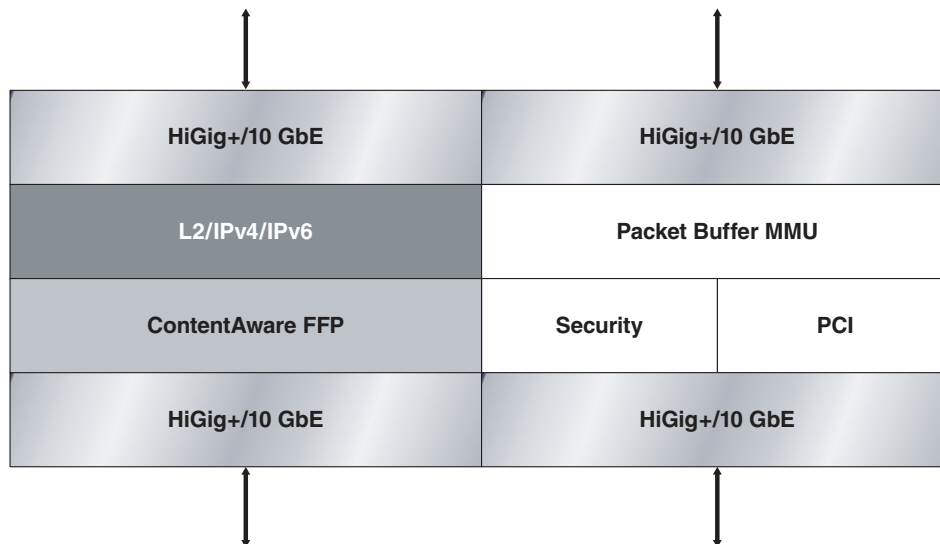 HiGig+/10 GbE
HiGig+/10 GbE
L2/IPv4/IPv6
Packet Buffer MMU
ContentAware FFP
Security
PCI
HiGig+/10 GbE
HiGig+/10 GbE